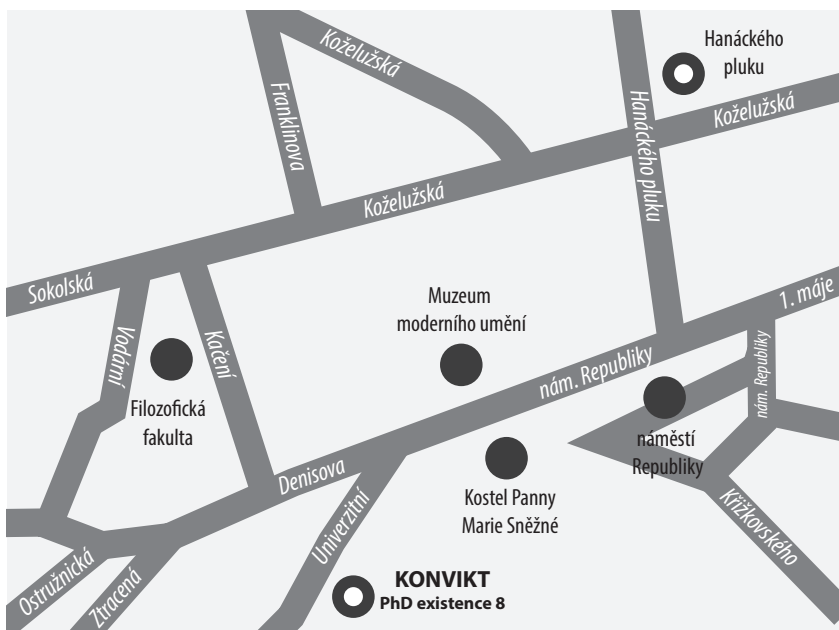 Hanáckého
pluku
Koželužská
Franklinova
Hanáckého pluku
Koželužská
Koželužská
Sokolská
1. máje
Muzeum
moderního umění
Vodární
Kačení
nám. Republiky
nám. Republiky
Filozofická
fakulta
náměstí
Republiky
Denisova
Kostel Panny
Marie Sněžné
Univerzitní
Křížkovského
Ostružnická
Ztracená
KONVIKT
PhD existence 8